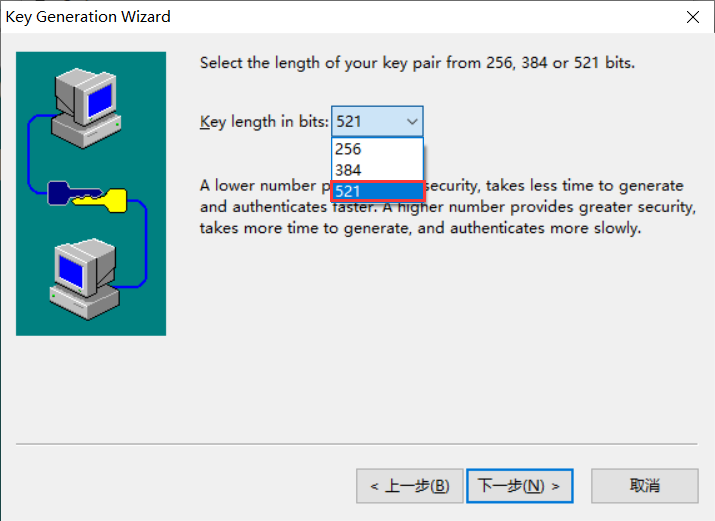 Key Generation Wizard
Select the length of your key pair from 256, 384 or 521 bits.
Key length in bits: 521
256
384
521
A lower number p security, takes less time to generate
and authenticates faster. A higher number provides greater security,
takes more time to generate, and authenticates more slowly.
< 上一步(B)
下一步(N) >
取消